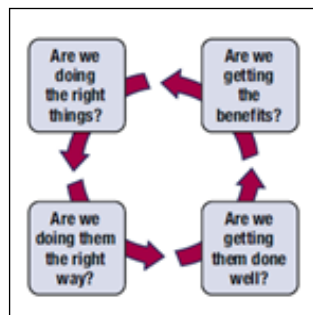 Are we
doing
the right
things?
Are we
getting
the
benefits?
Are we
doing them
the right
way?
Are we
getting
them done
well?